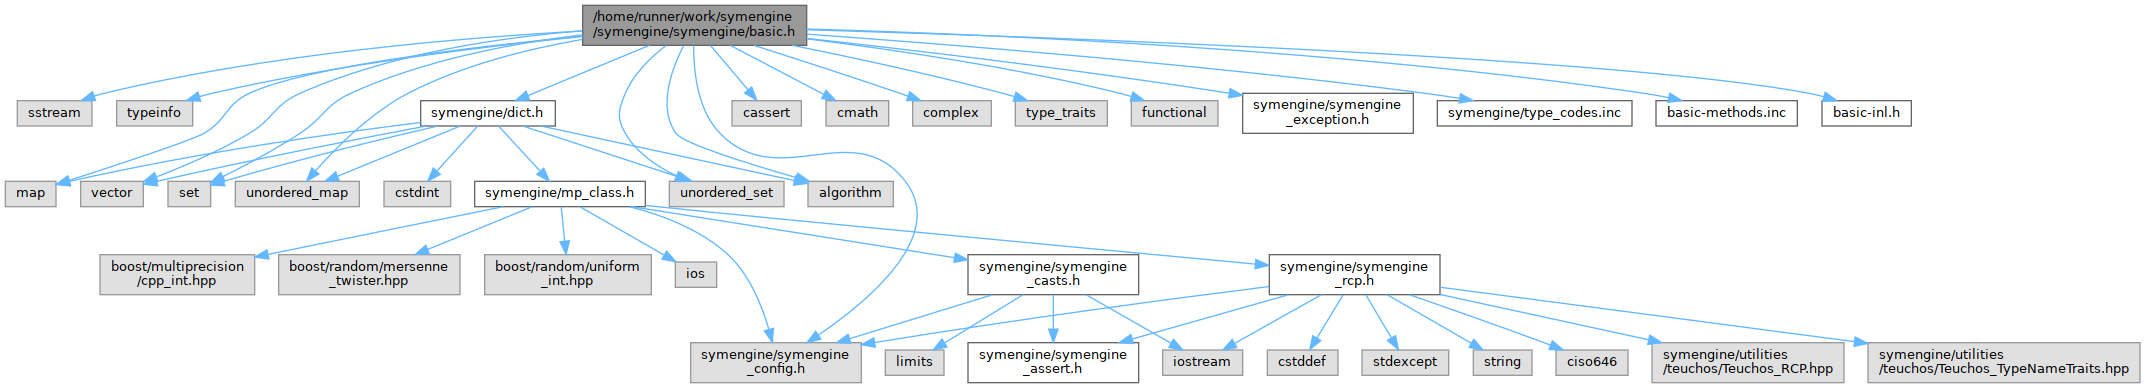 /home/runner/work/symengine
/symengine/symengine/basic.h
sstream
typeinfo
symengine/dict.h
cassert
cmath
complex
type_traits
functional
symengine/symengine
_exception.h
symengine/type_codes.inc
basic-methods.inc
basic-inl.h
map
vector
set
unordered_map
cstdint
symengine/mp_class.h
unordered_set
algorithm
boost/multiprecision
/cpp_int.hpp
boost/random/mersenne
_twister.hpp
boost/random/uniform
_int.hpp
ios
symengine/symengine
_casts.h
symengine/symengine
_rcp.h
symengine/symengine
_config.h
limits
symengine/symengine
_assert.h
iostream
cstddef
stdexcept
string
ciso646
symengine/utilities
/teuchos/Teuchos_RCP.hpp
symengine/utilities
/teuchos/Teuchos_TypeNameTraits.hpp